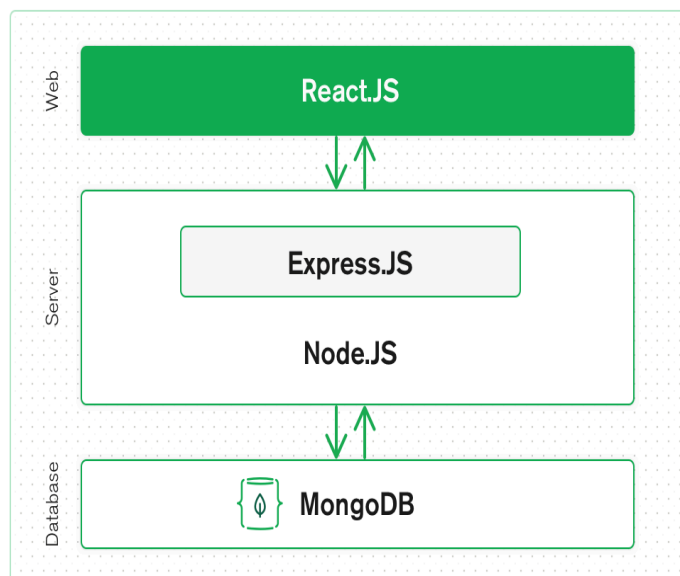 Web
React.JS
Server
Express.JS
Node.JS
Database
MongoDB